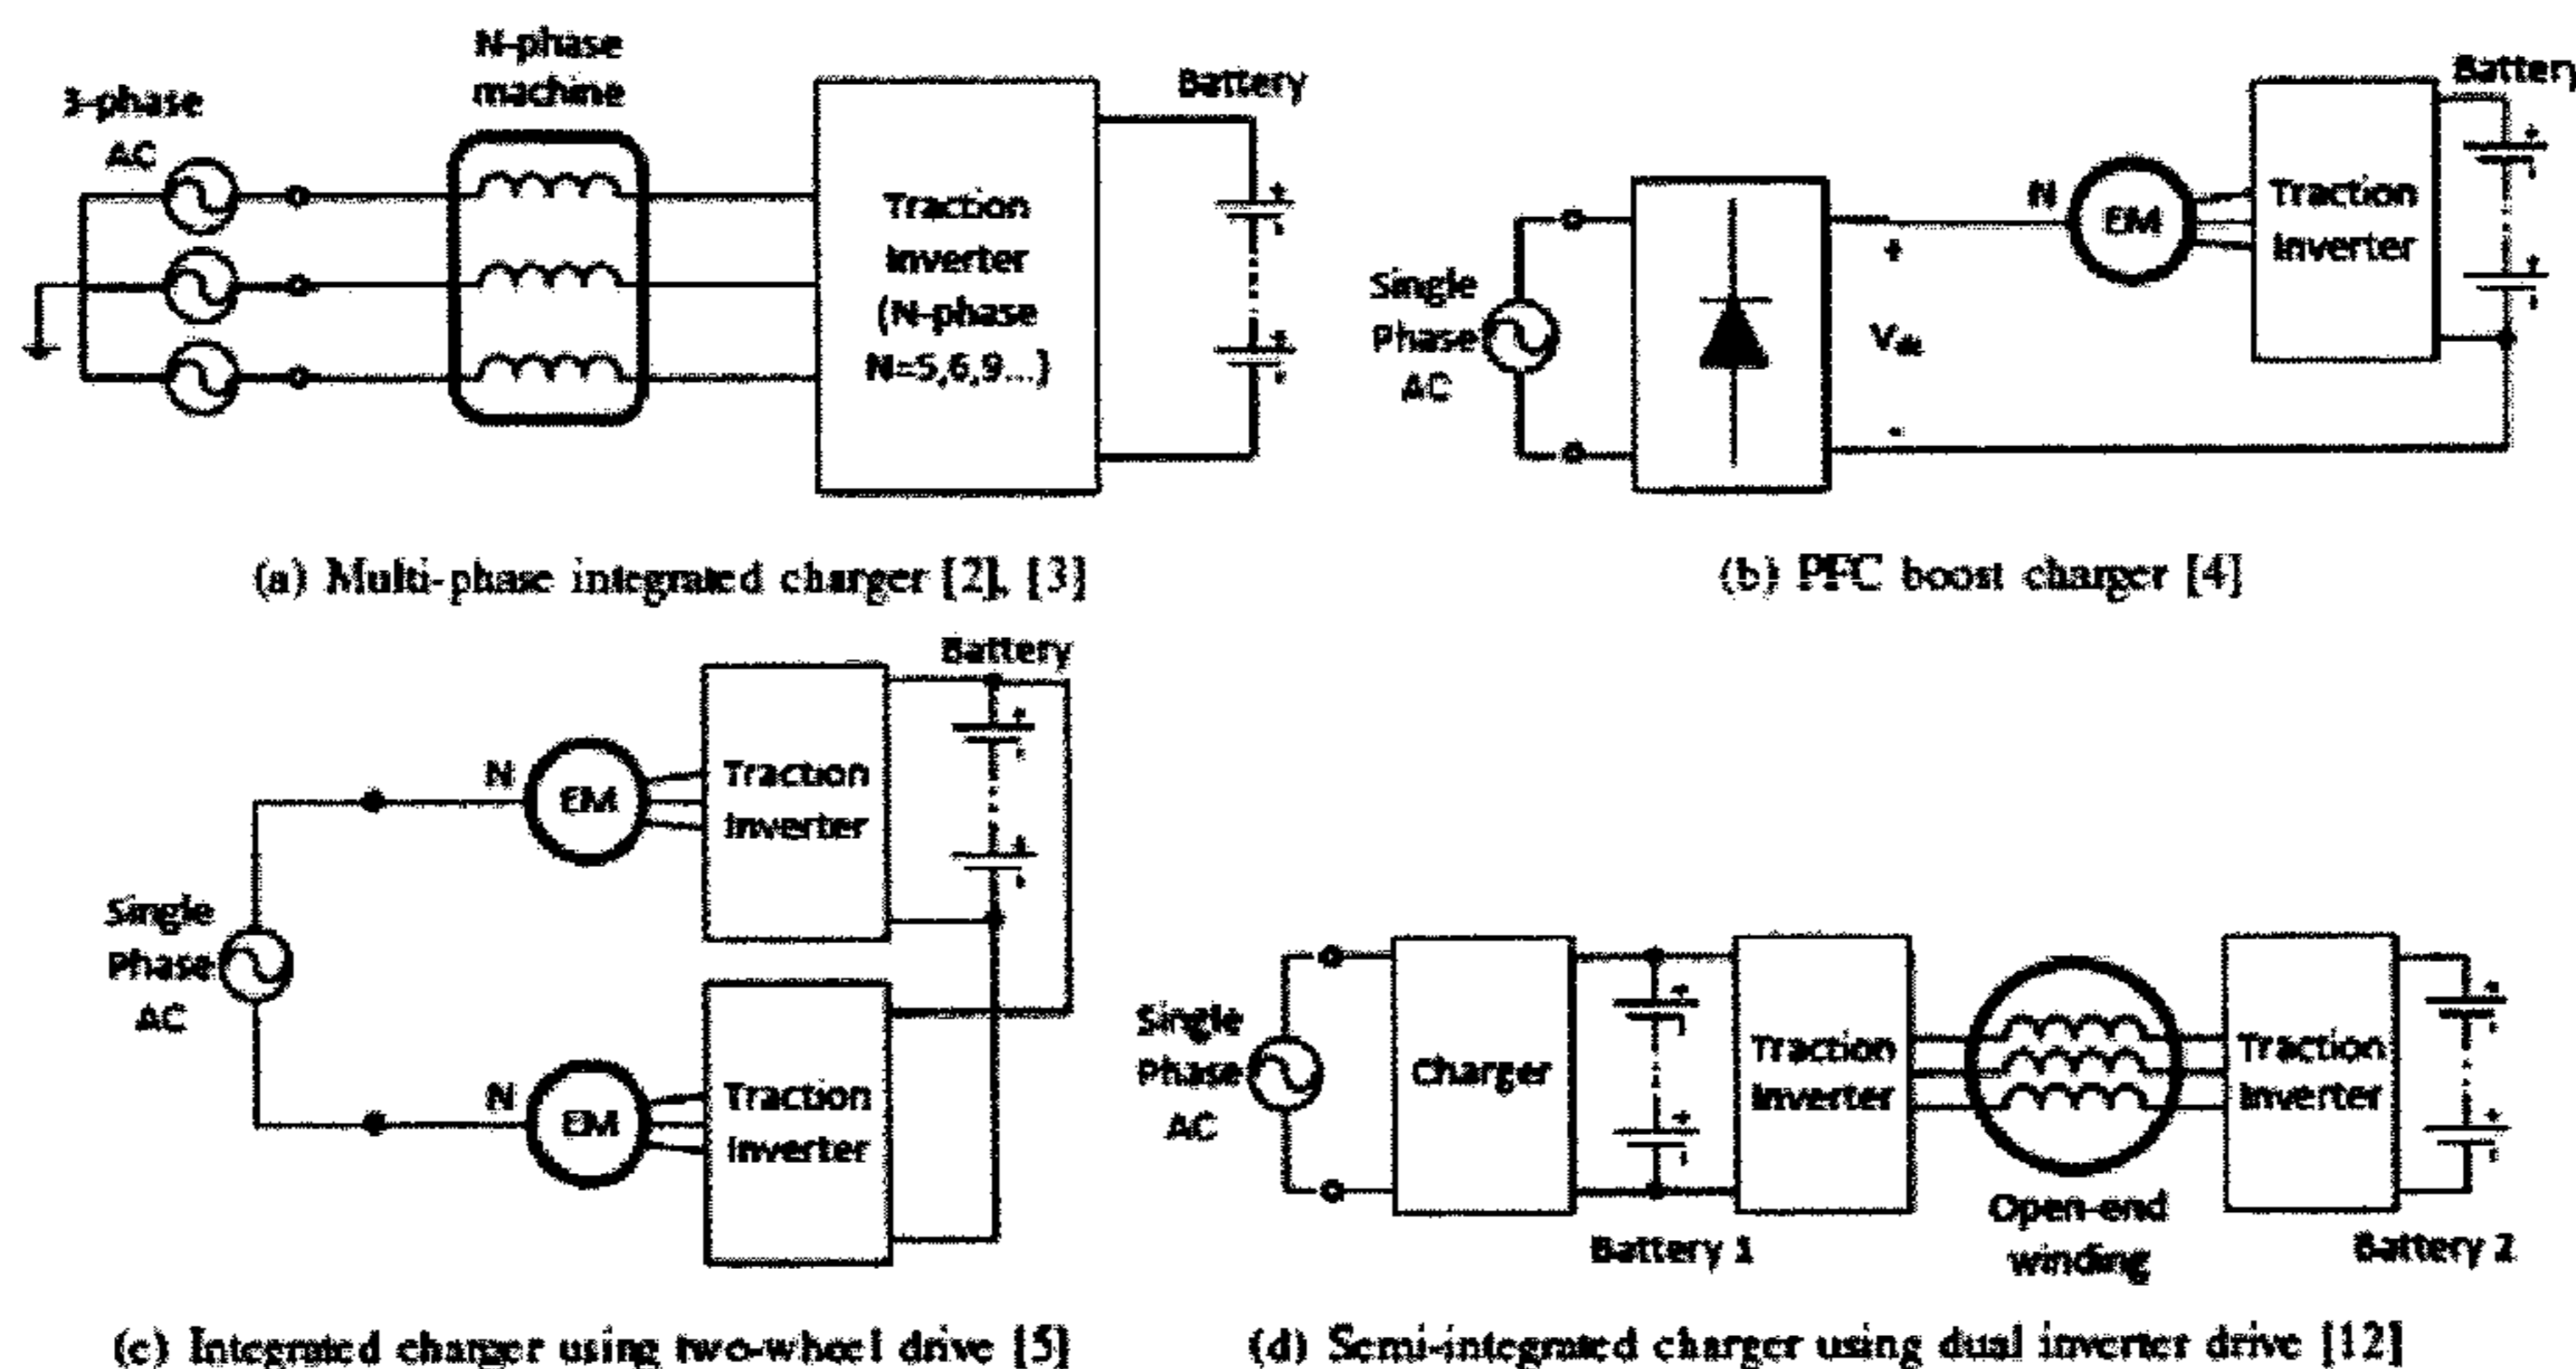 3-phase
AC
N-phase
machine
Traction
Inverter
(N-phase
N=5,6,9...)
Battery
+
-
+
-
(a) Multi-phase integrated charger [2], [3]
Single
Phase
AC
+
Vdc
-
N
EM
Traction
Inverter
Battery
+
-
+
-
(b) PFC boost charger [4]
Single
Phase
AC
N
EM
Traction
Inverter
Battery
+
-
+
-
N
EM
Traction
Inverter
(c) Integrated charger using two-wheel drive [5]
Single
Phase
AC
Charger
+
-
+
-
Battery 1
Traction
Inverter
Open-end
winding
Traction
Inverter
+
-
+
-
Battery 2
(d) Semi-integrated charger using dual inverter drive [12]